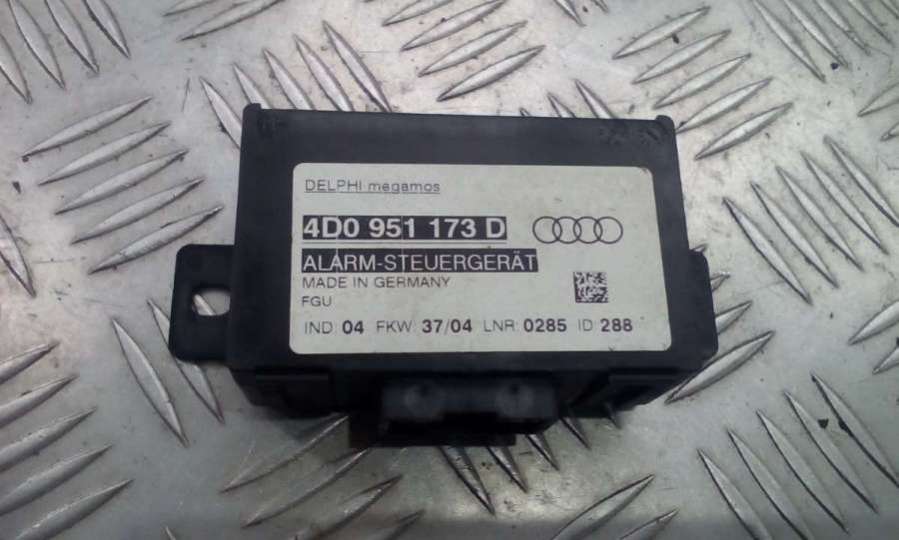 DELPHI megamos
4D0 951 173 D
ALARM-STEUERGERÄT
MADE IN GERMANY
FGU
IND 04 FKW 37/04 LNR 0285 ID 288